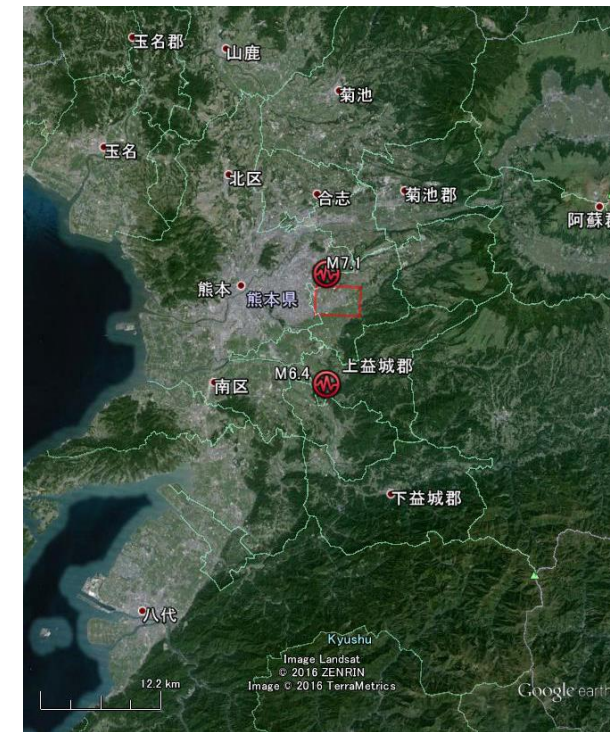 玉名郡
山鹿
菊池
玉名
北区
合志
菊池郡
阿蘇
M7.1
熊本
熊本県
M6.4
上益城郡
南区
下益城郡
八代
Kyushu
Image Landsat
© 2016 ZENRIN
Image © 2016 TerraMetrics
12.2 km
Google earth